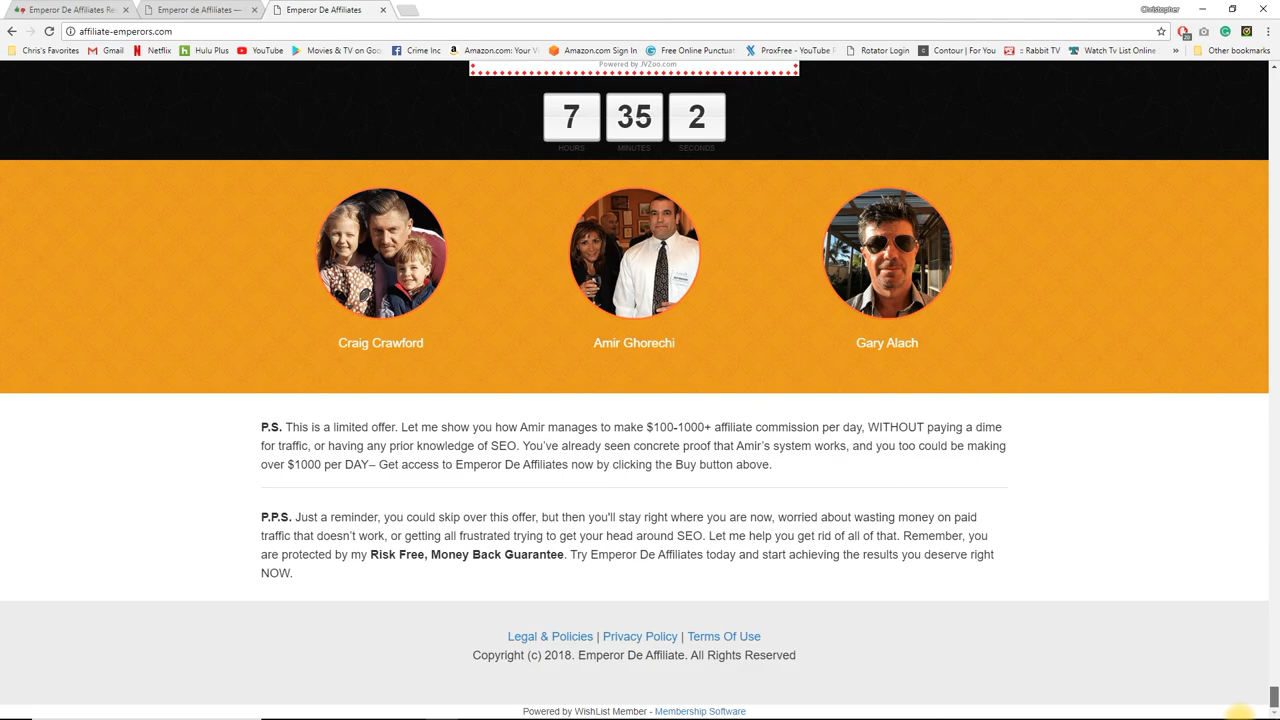 Emperor De Affiliates Re
Emperor de Affiliates —
Emperor De Affiliates
Christopher
affiliate-emperors.com
Chris's Favorites
Gmail
Netflix
Hulu Plus
YouTube
Movies & TV on Goo
Crime Inc
Amazon.com: Your V
Amazon.com Sign In
Free Online Punctuat
ProxFree - YouTube
Rotator Login
Contour | For You
:: Rabbit TV
Watch Tv List Online
»
Other bookmarks
Powered by JVZoo.com
7 35 2
HOURS MINUTES SECONDS
Craig Crawford
Amir Ghorechi
Gary Alach
P.S. This is a limited offer. Let me show you how Amir manages to make $100-1000+ affiliate commission per day, WITHOUT paying a dime
for traffic, or having any prior knowledge of SEO. You've already seen concrete proof that Amir's system works, and you too could be making
over $1000 per DAY– Get access to Emperor De Affiliates now by clicking the Buy button above.
P.P.S. Just a reminder, you could skip over this offer, but then you'll stay right where you are now, worried about wasting money on paid
traffic that doesn't work, or getting all frustrated trying to get your head around SEO. Let me help you get rid of all of that. Remember, you
are protected by my Risk Free, Money Back Guarantee. Try Emperor De Affiliates today and start achieving the results you deserve right
NOW.
Legal & Policies | Privacy Policy | Terms Of Use
Copyright (c) 2018. Emperor De Affiliate. All Rights Reserved
Powered by WishList Member - Membership Software